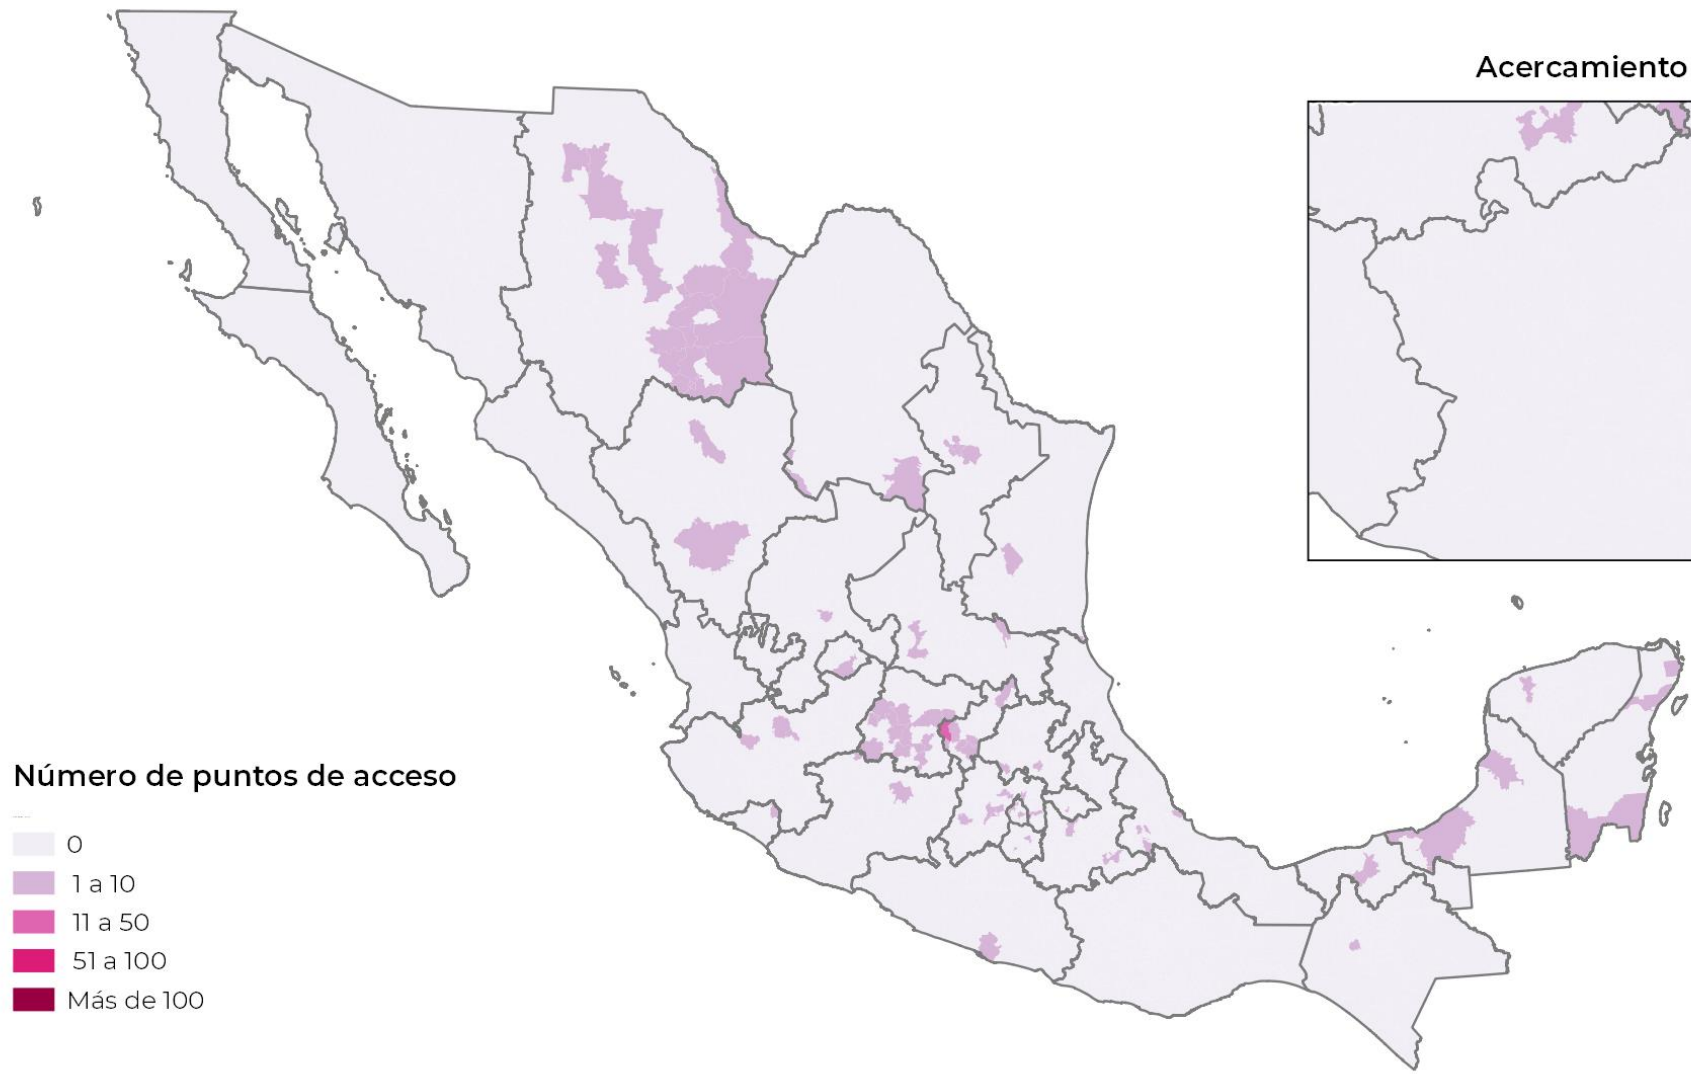 Acercamiento
Número de puntos de acceso
0
1 a 10
11 a 50
51 a 100
Más de 100